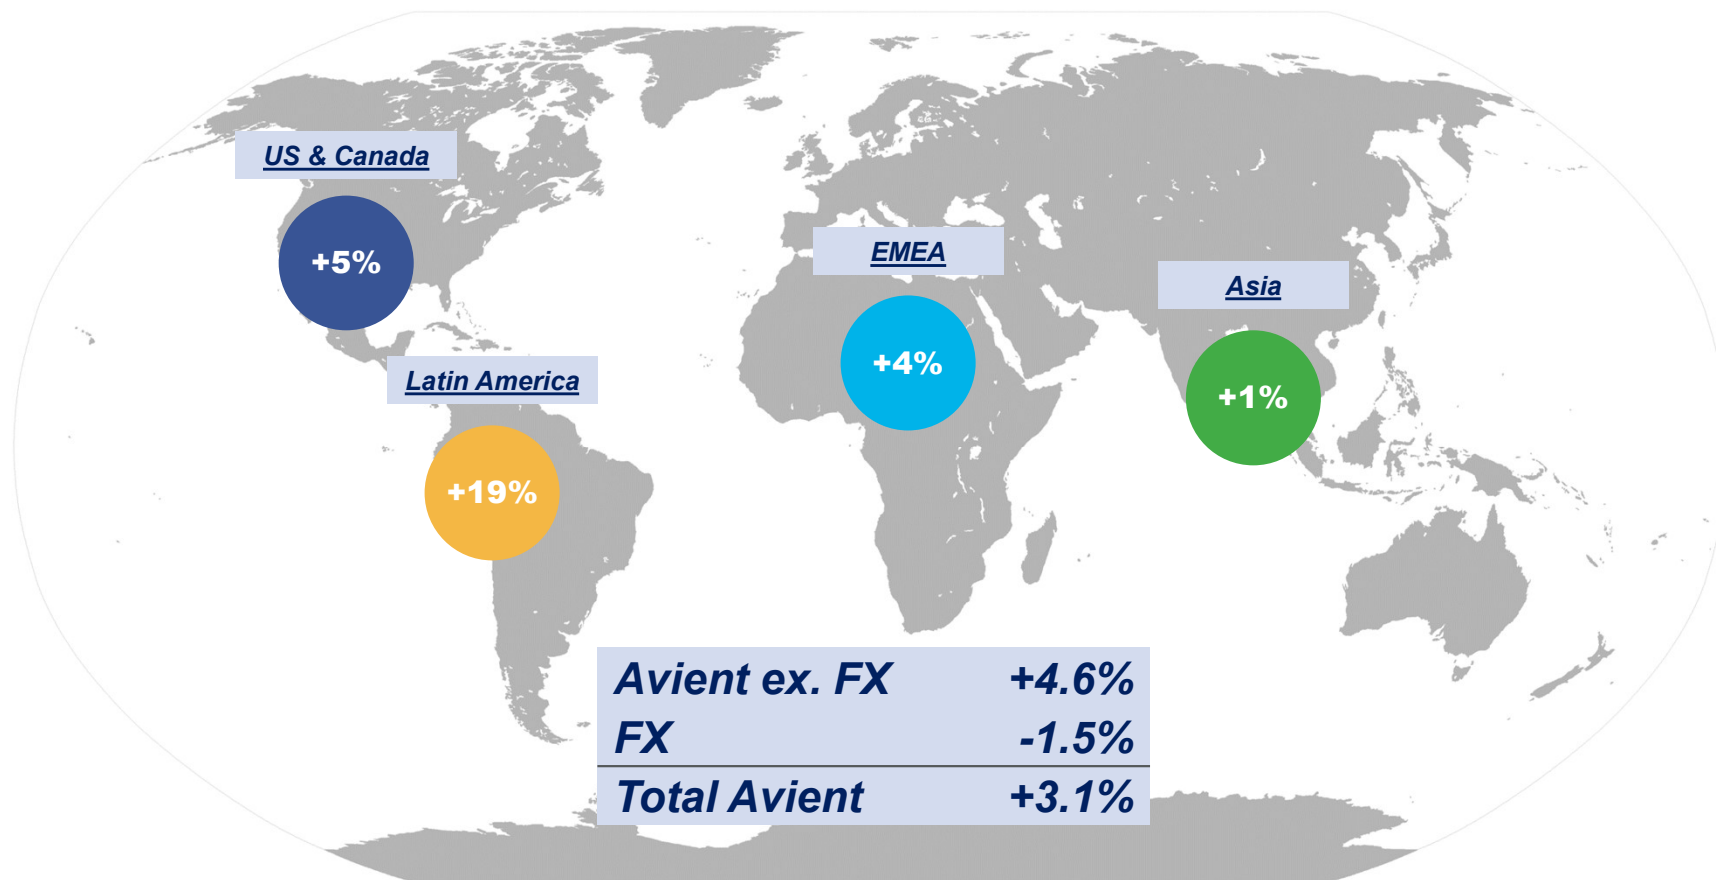 US & Canada
+5%
EMEA
+4%
Asia
+1%
Latin America
+19%
Avient ex. FX +4.6%
FX -1.5%
Total Avient +3.1%